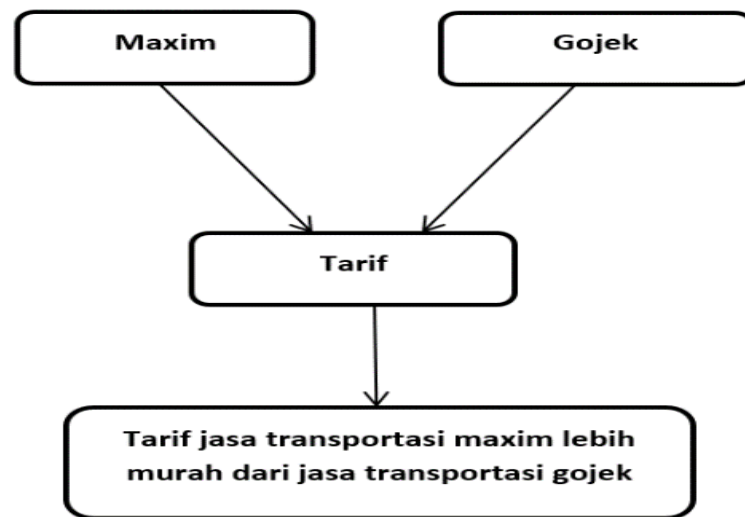 Maxim
Gojek
Tarif
Tarif jasa transportasi maxim lebih
murah dari jasa transportasi gojek